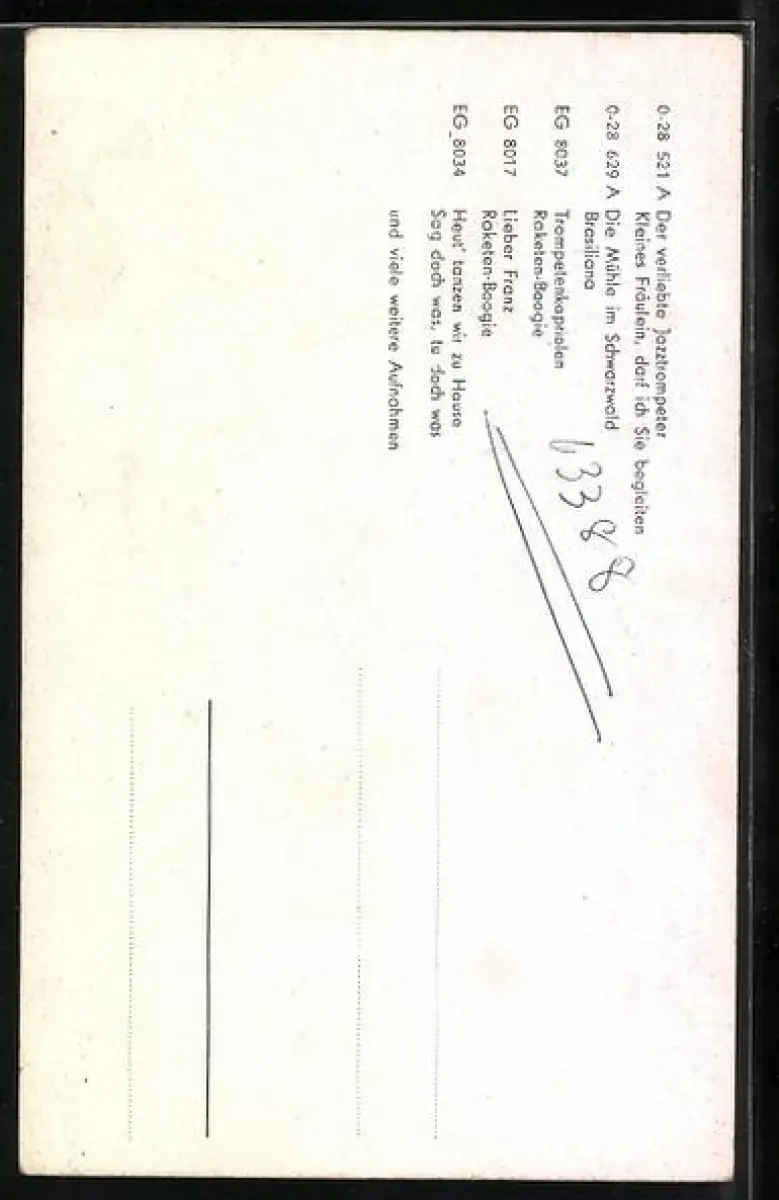 0-28 521 A Der verliebte Jazztrompeter
Kleines Fräulein, darf ich Sie begleiten
0-28 629 A Die Mühle im Schwarzwald
Brasiliana
EG 8037 Trompetenkapriolen
Raketen-Boogie
EG 8017 Lieber Franz
Raketen-Boogie
EG 8034 Heut' tanzen wir zu Hause
Sag doch was, tu doch was
und viele weitere Aufnahmen
63388